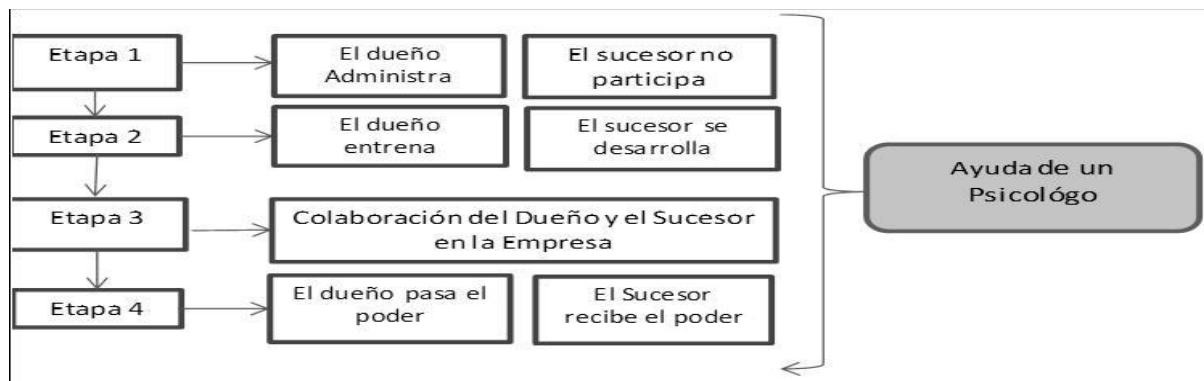 Etapa 1
El dueño
Administra
El sucesor no
participa
Etapa 2
El dueño
entrena
El sucesor se
desarrolla
Etapa 3
Colaboración del Dueño y el Sucesor
en la Empresa
Etapa 4
El dueño pasa el
poder
El Sucesor
recibe el poder
Ayuda de un
Psicológo